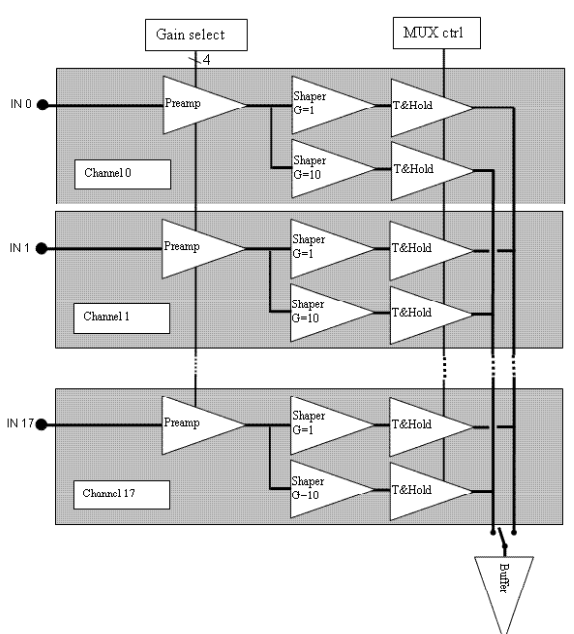 Gain select
MUX ctrl
4
IN 0
Preamp
Shaper
G=1
T&Hold
Shaper
G=10
T&Hold
Channel 0
IN 1
Preamp
Shaper
G=1
T&Hold
Shaper
G=10
T&Hold
Channel 1
IN 17
Preamp
Shaper
G=1
T&Hold
Shaper
G=10
T&Hold
Channel 17
Buffer